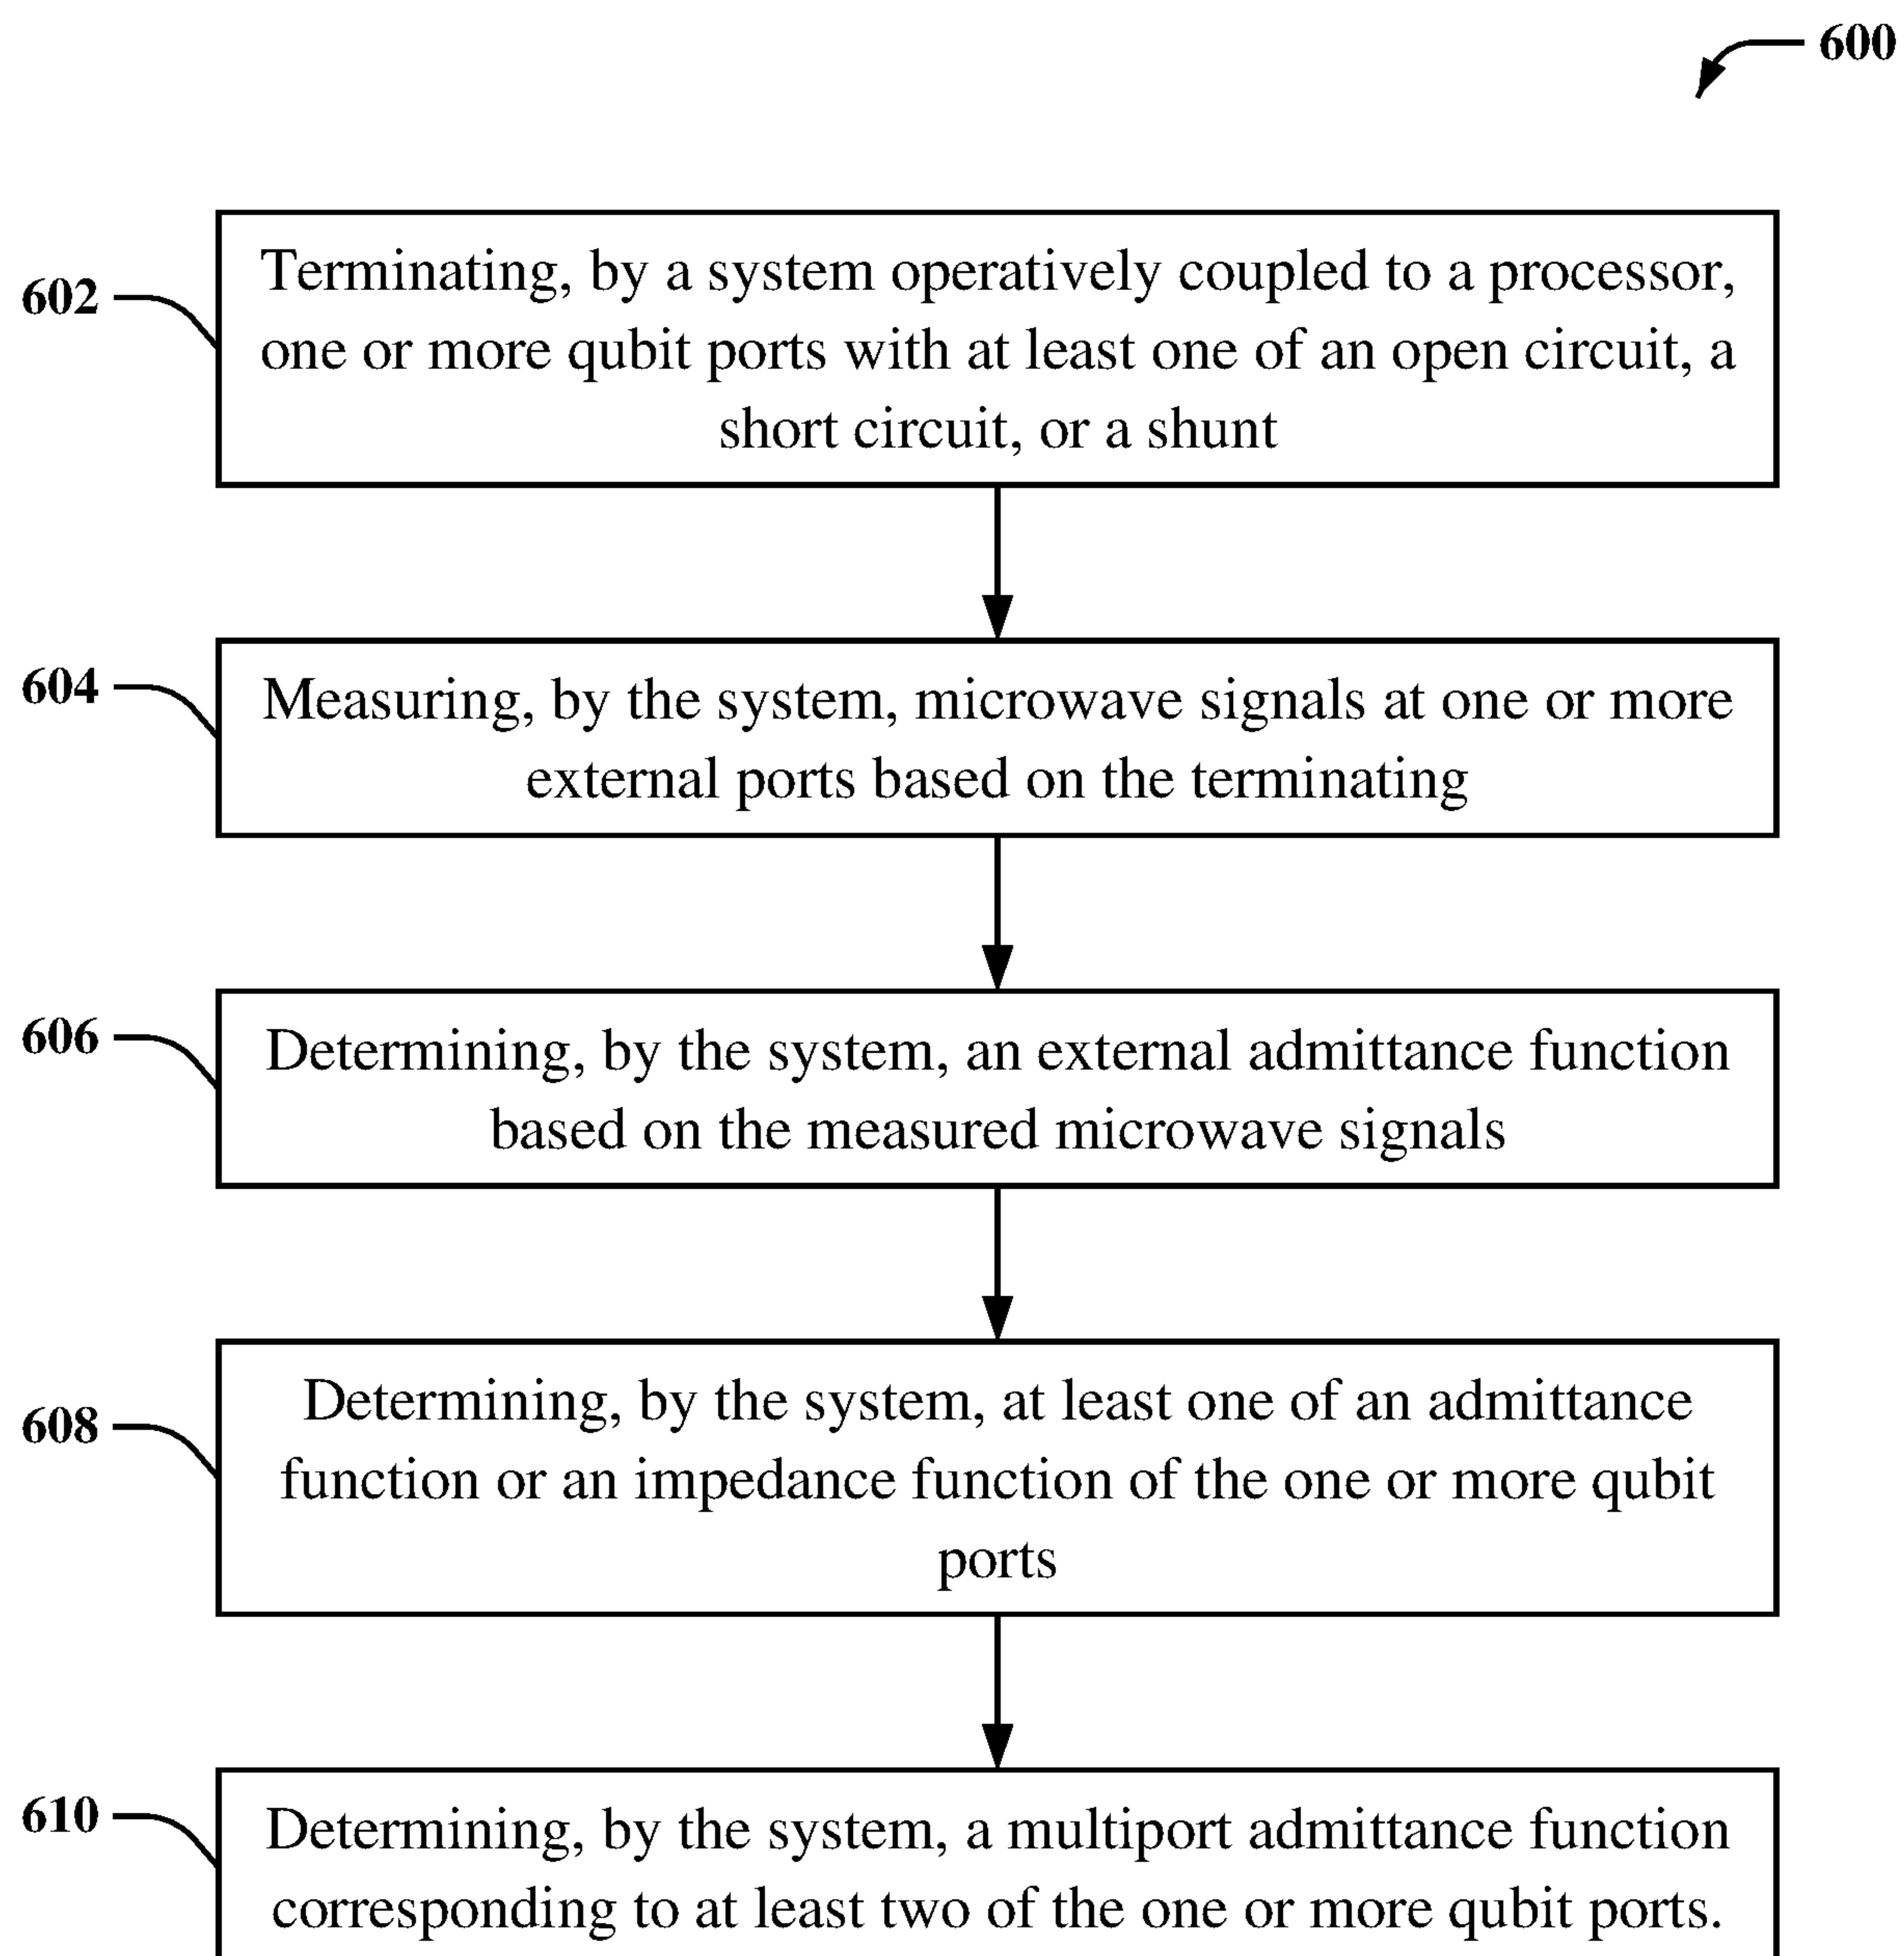 600
602
Terminating, by a system operatively coupled to a processor,
one or more qubit ports with at least one of an open circuit, a
short circuit, or a shunt
604
Measuring, by the system, microwave signals at one or more
external ports based on the terminating
606
Determining, by the system, an external admittance function
based on the measured microwave signals
608
Determining, by the system, at least one of an admittance
function or an impedance function of the one or more qubit
ports
610
Determining, by the system, a multiport admittance function
corresponding to at least two of the one or more qubit ports.